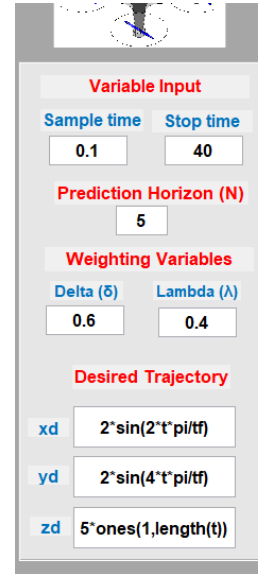 Variable Input
Sample time Stop time
0.1 40
Prediction Horizon (N)
5
Weighting Variables
Delta (δ) Lambda (λ)
0.6 0.4
Desired Trajectory
xd 2*sin(2*t*pi/tf)
yd 2*sin(4*t*pi/tf)
zd 5*ones(1,length(t))